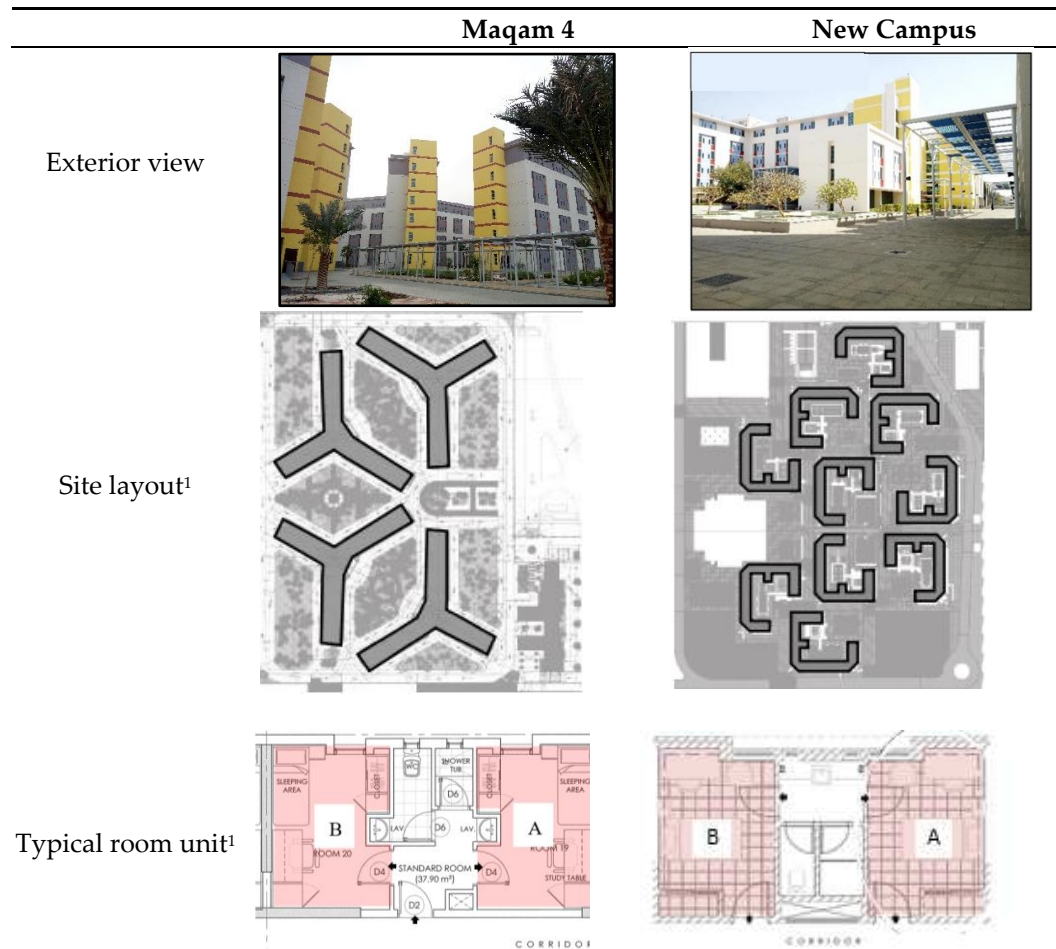 Maqam 4 New Campus
Exterior view
Site layout¹
Typical room unit¹
SLEEPING AREA
CLOSET
WC
SHOWER TUB
D6
CLOSET
SLEEPING AREA
B
LAV.
D6
LAV.
A
ROOM 20
ROOM 19
D4
STANDARD ROOM
(37.90 m²)
D4
STUDY TABLE
D2
CORRIDOR
B
A
CORRIDOR